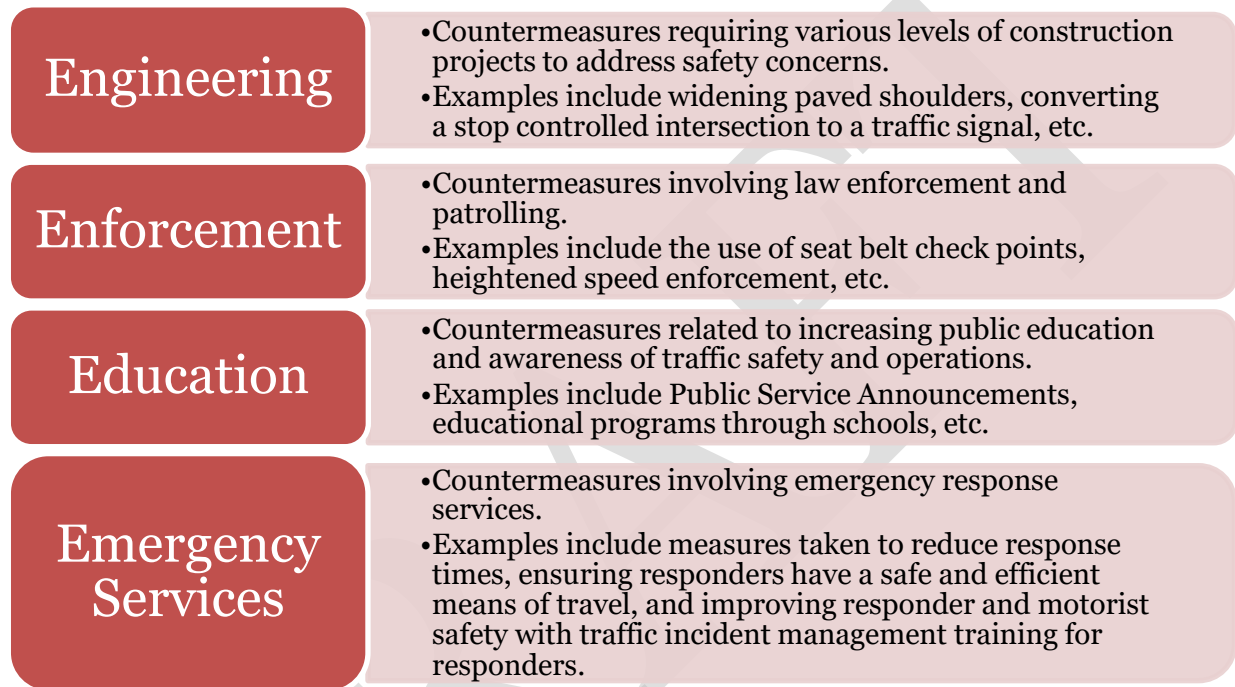 Engineering
•Countermeasures requiring various levels of construction
projects to address safety concerns.
•Examples include widening paved shoulders, converting
a stop controlled intersection to a traffic signal, etc.
Enforcement
•Countermeasures involving law enforcement and
patrolling.
•Examples include the use of seat belt check points,
heightened speed enforcement, etc.
Education
•Countermeasures related to increasing public education
and awareness of traffic safety and operations.
•Examples include Public Service Announcements,
educational programs through schools, etc.
Emergency
Services
•Countermeasures involving emergency response
services.
•Examples include measures taken to reduce response
times, ensuring responders have a safe and efficient
means of travel, and improving responder and motorist
safety with traffic incident management training for
responders.